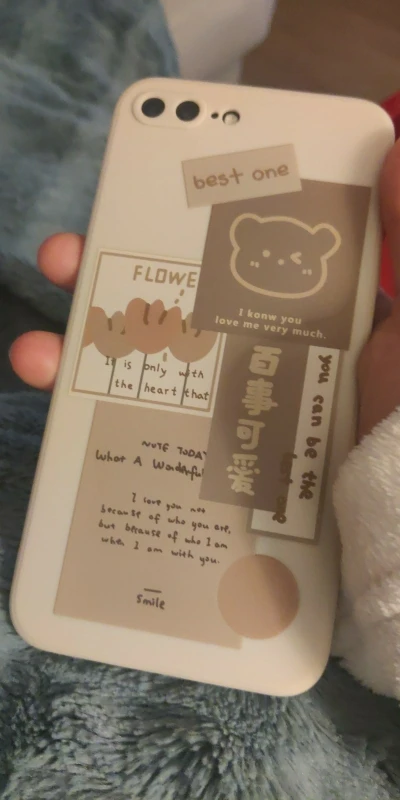 best one
FLOWE
I konw you
love me very much.
It is only with
the heart that
百事可爱
you can be the
best one
NOTE TODAY
What A Wonderful
I love you not
because of who you are,
but because of who I am
when I am with you.
Smile